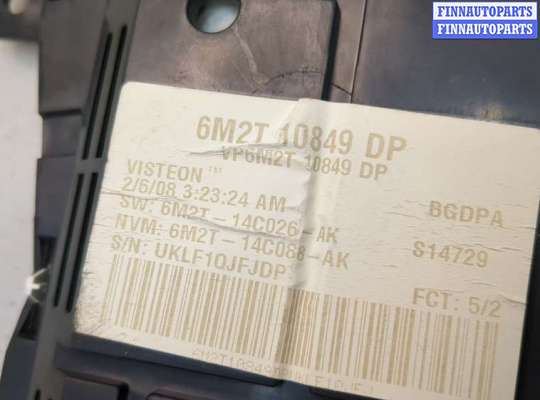 FINNAUTOPARTS
FINNAUTOPARTS
6M2T 10849 DP
VP6M2T 10849 DP
VISTEON
2/6/08 3:23:24 AM
SW: 6M2T-14C026-AK
NVM: 6M2T-14C088-AK
S/N: UKLF1QJFJDP
BGDPA
S14729
FCT: 5/2